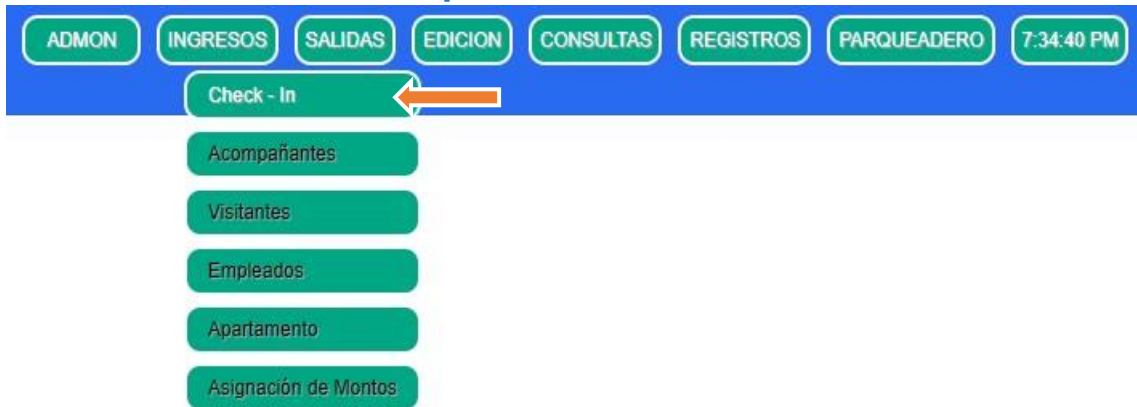 ADMON INGRESOS SALIDAS EDICION CONSULTAS REGISTROS PARQUEADERO 7:34:40 PM
Check - In
Acompañantes
Visitantes
Empleados
Apartamento
Asignación de Montos